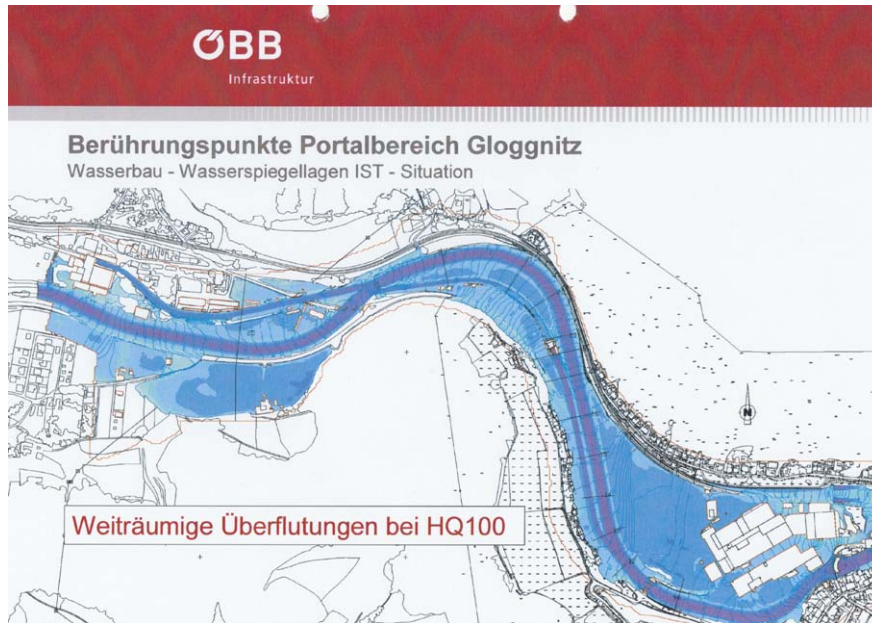 ÖBB
Infrastruktur
Berührungspunkte Portalbereich Gloggnitz
Wasserbau - Wasserspiegellagen IST - Situation
N
Weiträumige Überflutungen bei HQ100